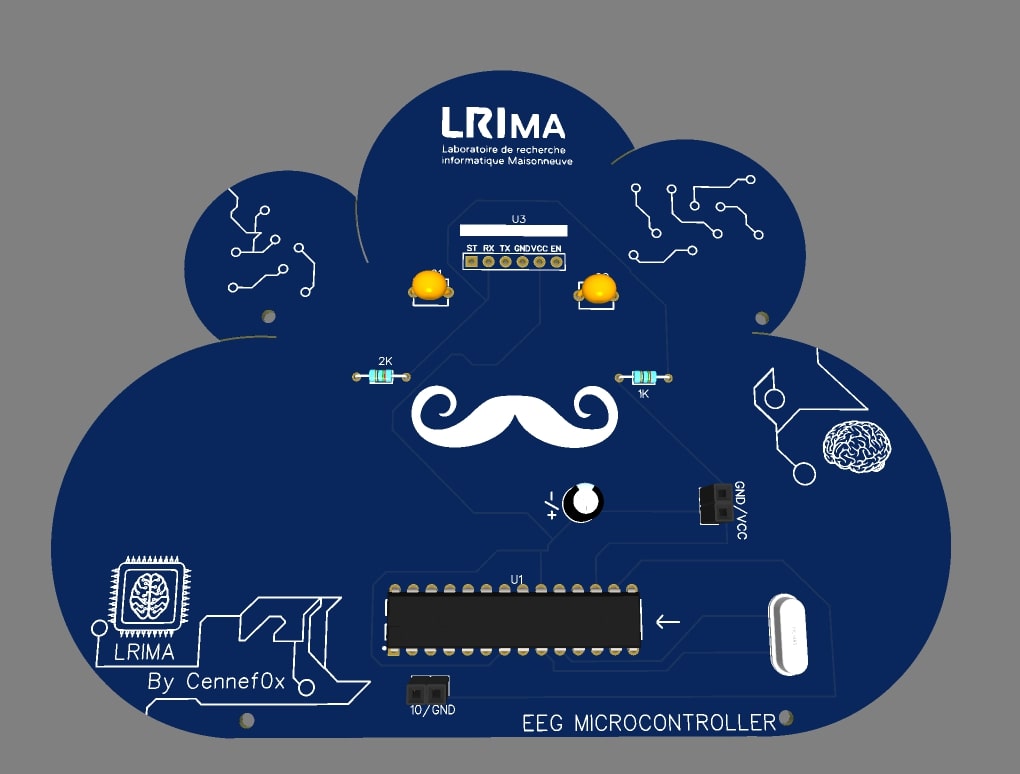 LRIMA
Laboratoire de recherche
informatique Maisonneuve
U3
ST RX TX GND VCC EN
2K
1K
-/+
GND/VCC
U1
LRIMA
By Cennef0x
10/GND
EEG MICROCONTROLLER